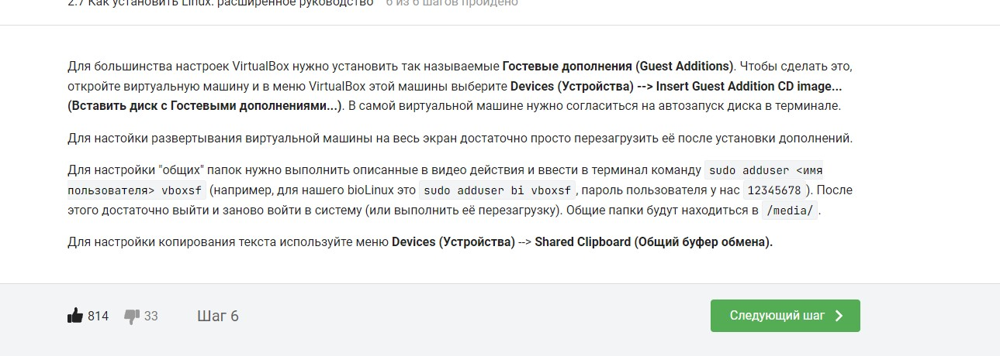 2.7 Как установить Linux: расширенное руководство 6 из 6 шагов пройдено
Для большинства настроек VirtualBox нужно установить так называемые Гостевые дополнения (Guest Additions). Чтобы сделать это,
откройте виртуальную машину и в меню VirtualBox этой машины выберите Devices (Устройства) --> Insert Guest Addition CD image...
(Вставить диск с Гостевыми дополнениями...). В самой виртуальной машине нужно согласиться на автозапуск диска в терминале.
Для настойки развертывания виртуальной машины на весь экран достаточно просто перезагрузить её после установки дополнений.
Для настройки "общих" папок нужно выполнить описанные в видео действия и ввести в терминал команду sudo adduser <имя
пользователя> vboxsf (например, для нашего bioLinux это sudo adduser bi vboxsf, пароль пользователя у нас 12345678). После
этого достаточно выйти и заново войти в систему (или выполнить её перезагрузку). Общие папки будут находиться в /media/.
Для настройки копирования текста используйте меню Devices (Устройства) --> Shared Clipboard (Общий буфер обмена).
814 33 Шаг 6 Следующий шаг